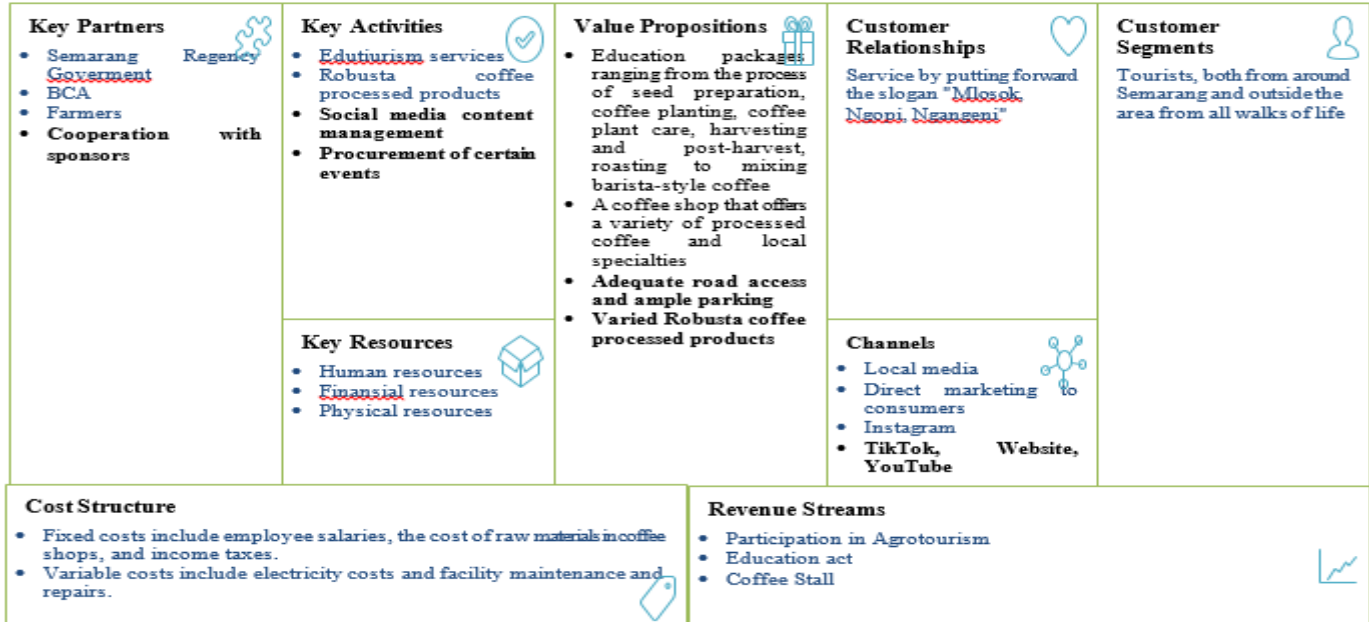 Key Partners
Semarang Regency
Goverment
BCA
Farmers
Cooperation with
sponsors
Key Activities
Edutiurism services
Robusta coffee
processed products
Social media content
management
Procurement of certain
events
Key Resources
Human resources
Finansial resources
Physical resources
Value Propositions
Education packages
ranging from the process
of seed preparation,
coffee planting, coffee
plant care, harvesting
and post-harvest,
roasting to mixing
barista-style coffee
A coffee shop that offers
a variety of processed
coffee and local
specialties
Adequate road access
and ample parking
Varied Robusta coffee
processed products
Customer
Relationships
Service by putting forward
the slogan "Mlosok,
Ngopi, Ngangeni"
Channels
Local media
Direct marketing to
consumers
Instagram
TikTok, Website,
YouTube
Customer
Segments
Tourists, both from around
Semarang and outside the
area from all walks of life
Cost Structure
Fixed costs include employee salaries, the cost of raw materials in coffee
shops, and income taxes.
Variable costs include electricity costs and facility maintenance and
repairs.
Revenue Streams
Participation in Agrotourism
Education act
Coffee Stall